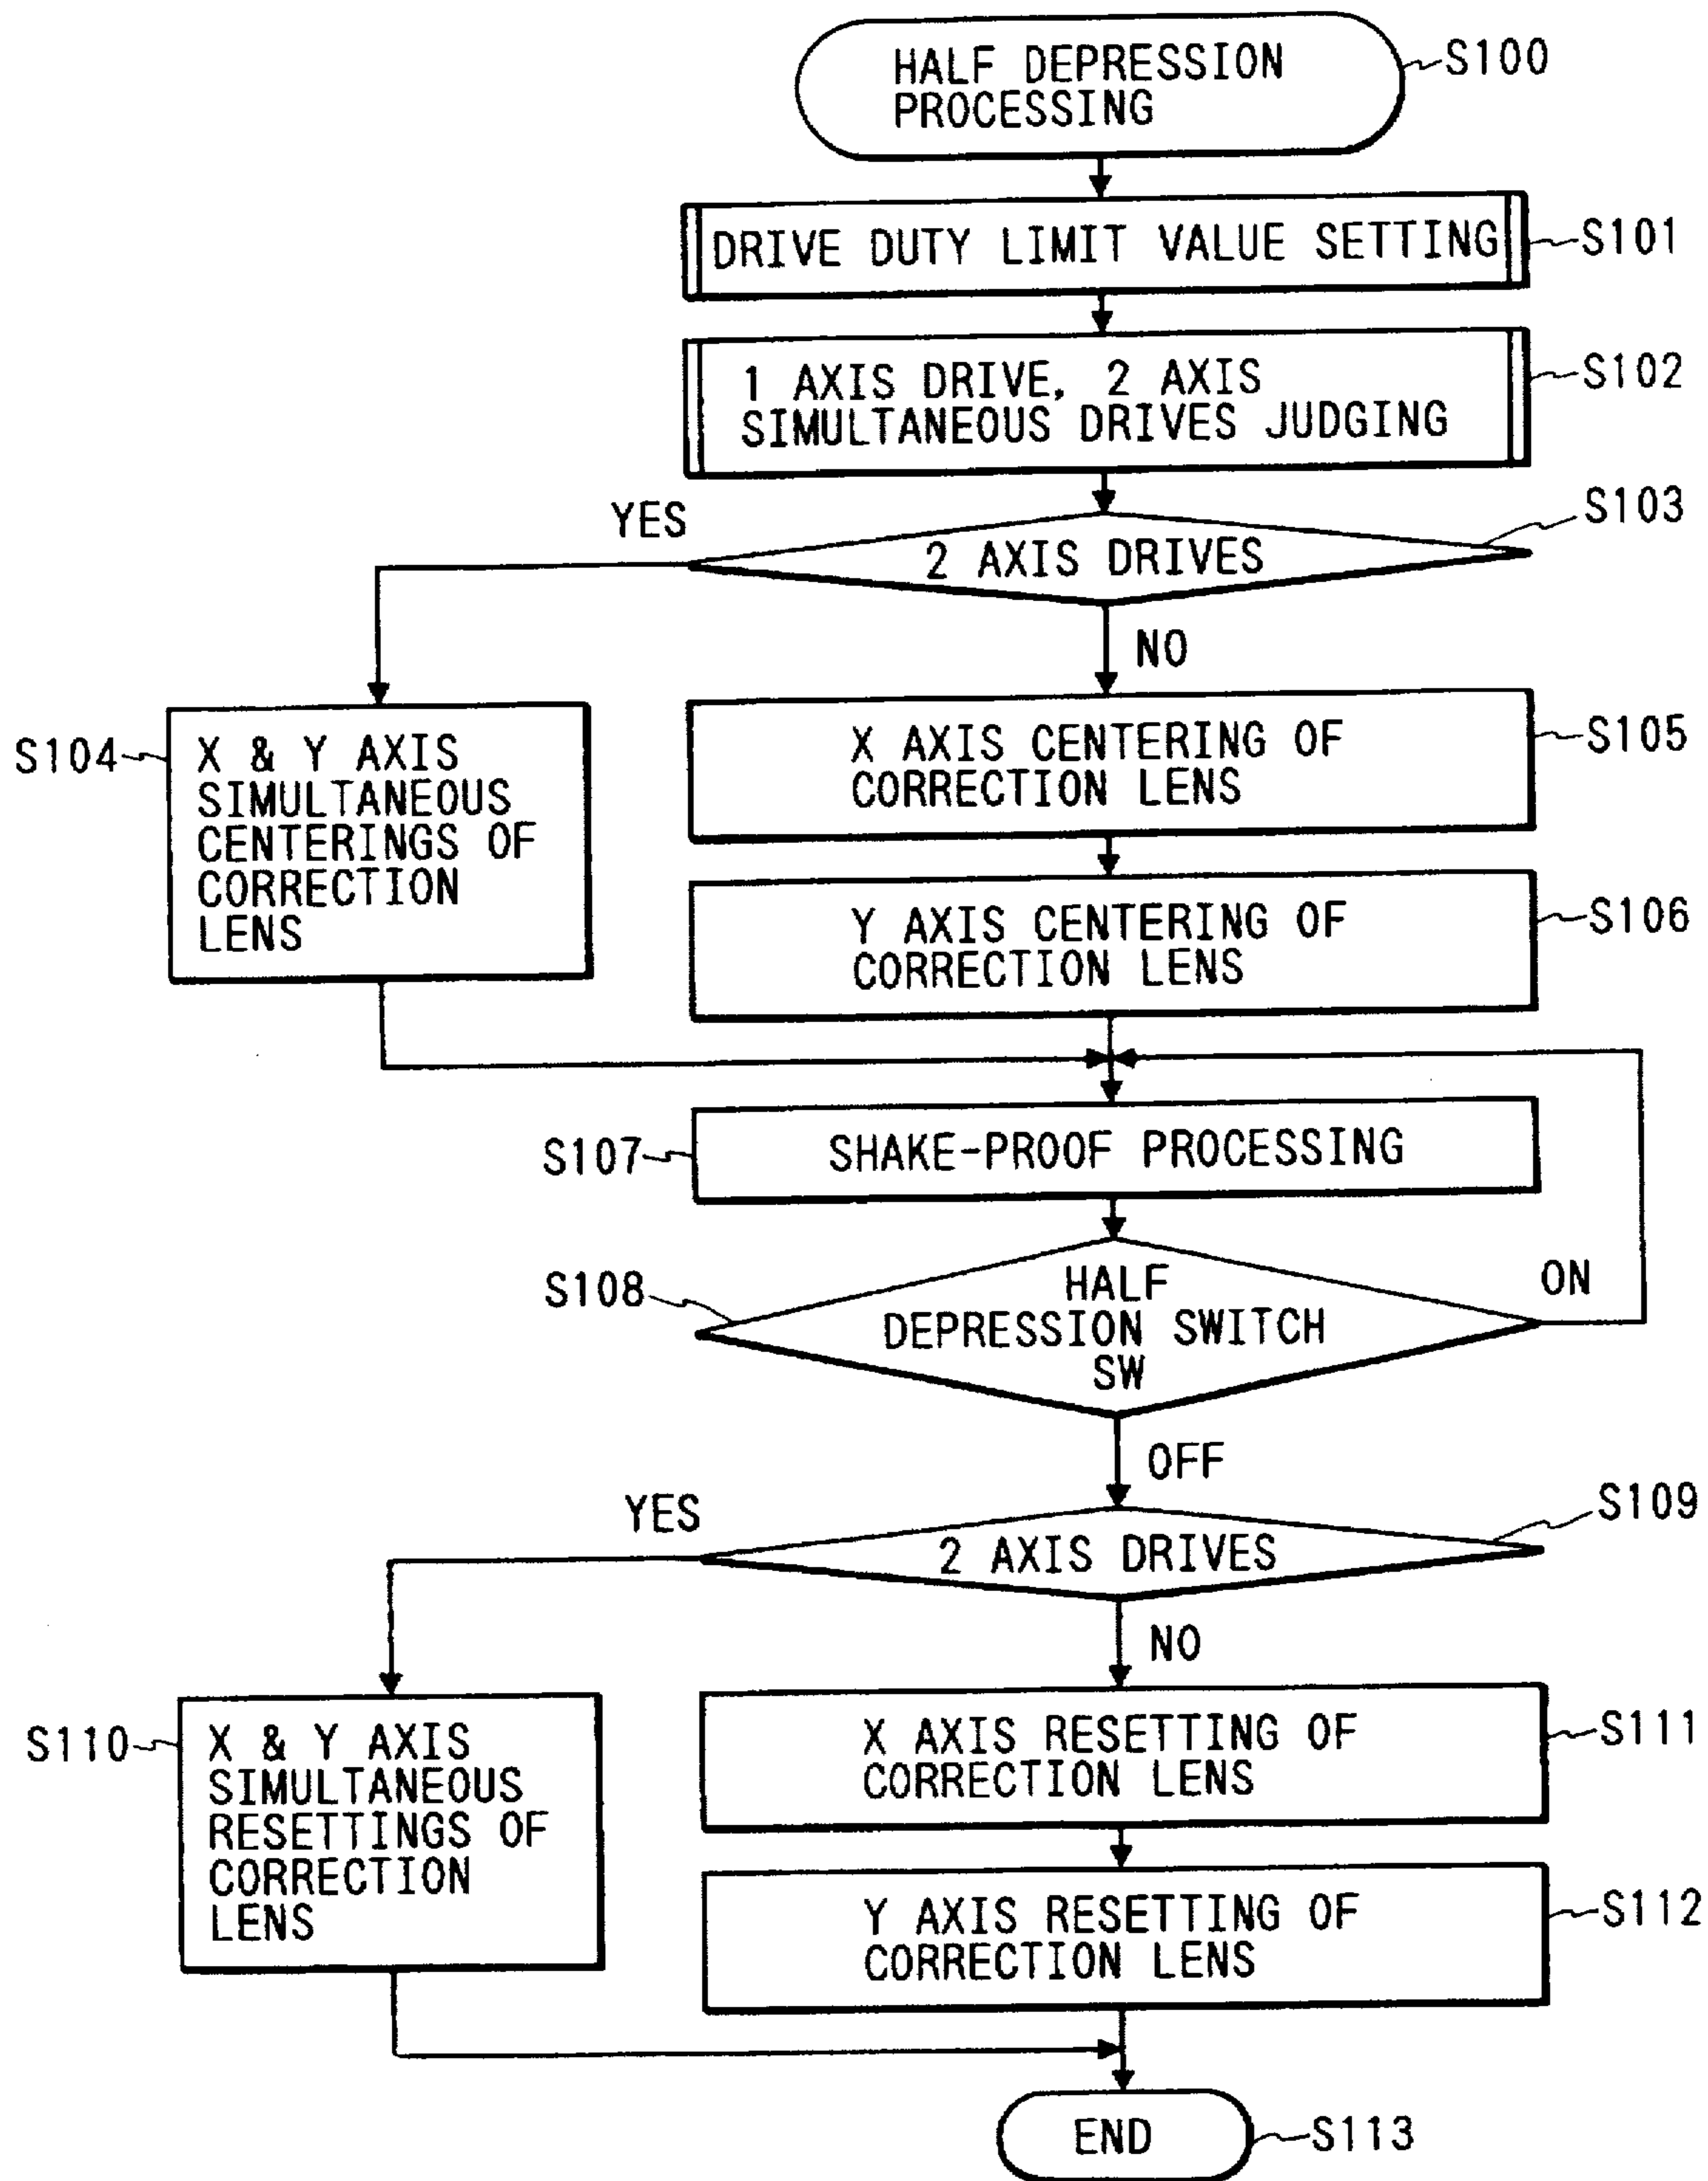 HALF DEPRESSION
PROCESSING
S100
DRIVE DUTY LIMIT VALUE SETTING
S101
1 AXIS DRIVE, 2 AXIS
SIMULTANEOUS DRIVES JUDGING
S102
YES
2 AXIS DRIVES
S103
NO
S104
X & Y AXIS
SIMULTANEOUS
CENTERINGS OF
CORRECTION
LENS
X AXIS CENTERING OF
CORRECTION LENS
S105
Y AXIS CENTERING OF
CORRECTION LENS
S106
S107
SHAKE-PROOF PROCESSING
S108
HALF
DEPRESSION SWITCH
SW
ON
OFF
YES
2 AXIS DRIVES
S109
NO
S110
X & Y AXIS
SIMULTANEOUS
RESETTINGS OF
CORRECTION
LENS
X AXIS RESETTING OF
CORRECTION LENS
S111
Y AXIS RESETTING OF
CORRECTION LENS
S112
END
S113